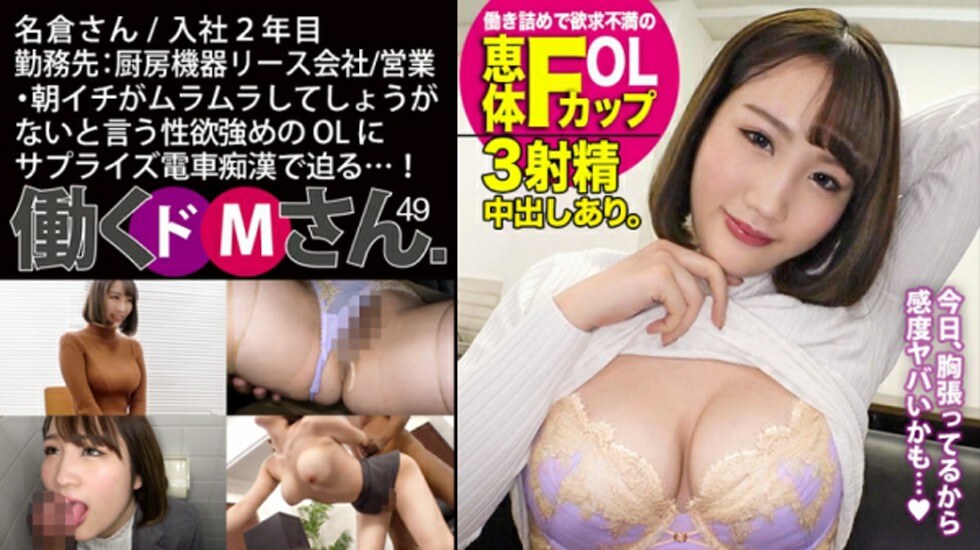 名倉さん / 入社2年目
勤務先：厨房機器リース会社/営業
・朝イチがムラムラしてしょうが
ないと言う性欲強めのOLに
サプライズ電車痴漢で迫る…！
働くドMさん.
49
働き詰めで欲求不満の
恵体FカップOL
3射精
中出しあり。
今日、胸張ってるから
感度ヤバいかも…♥